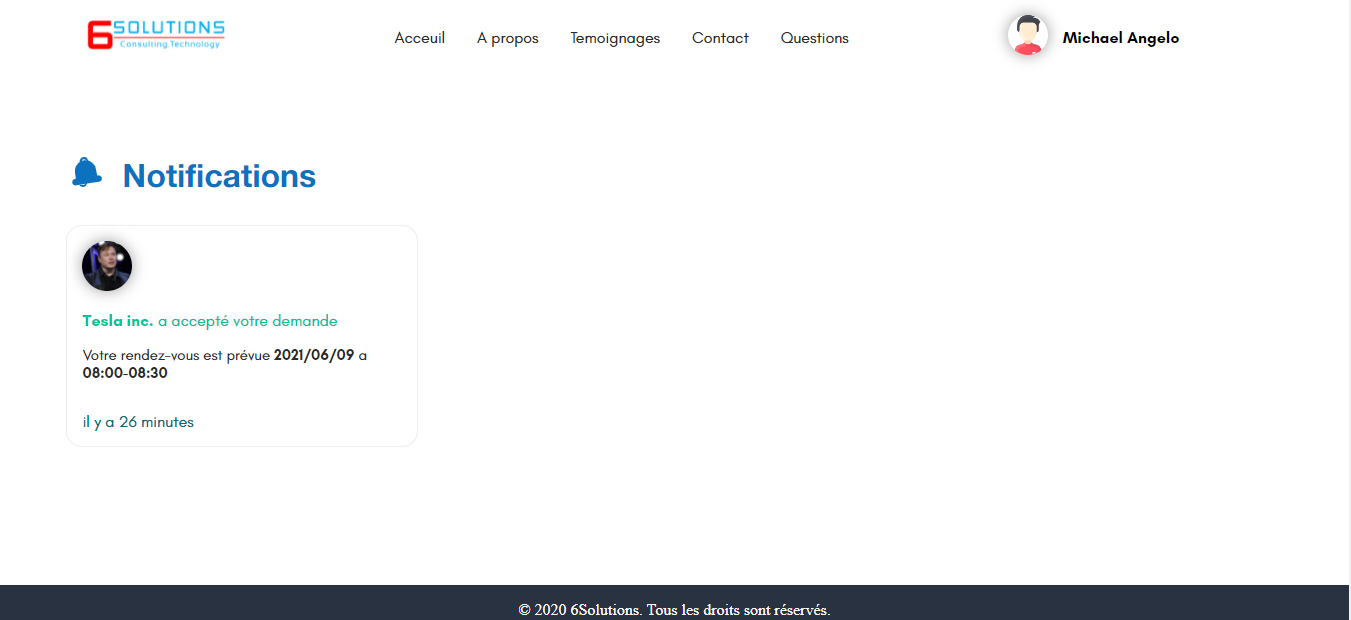 6SOLUTIONS
Consulting.Technology
Acceuil A propos Temoignages Contact Questions Michael Angelo
Notifications
Tesla inc. a accepté votre demande
Votre rendez-vous est prévue 2021/06/09 a
08:00-08:30
il y a 26 minutes
© 2020 6Solutions. Tous les droits sont réservés.